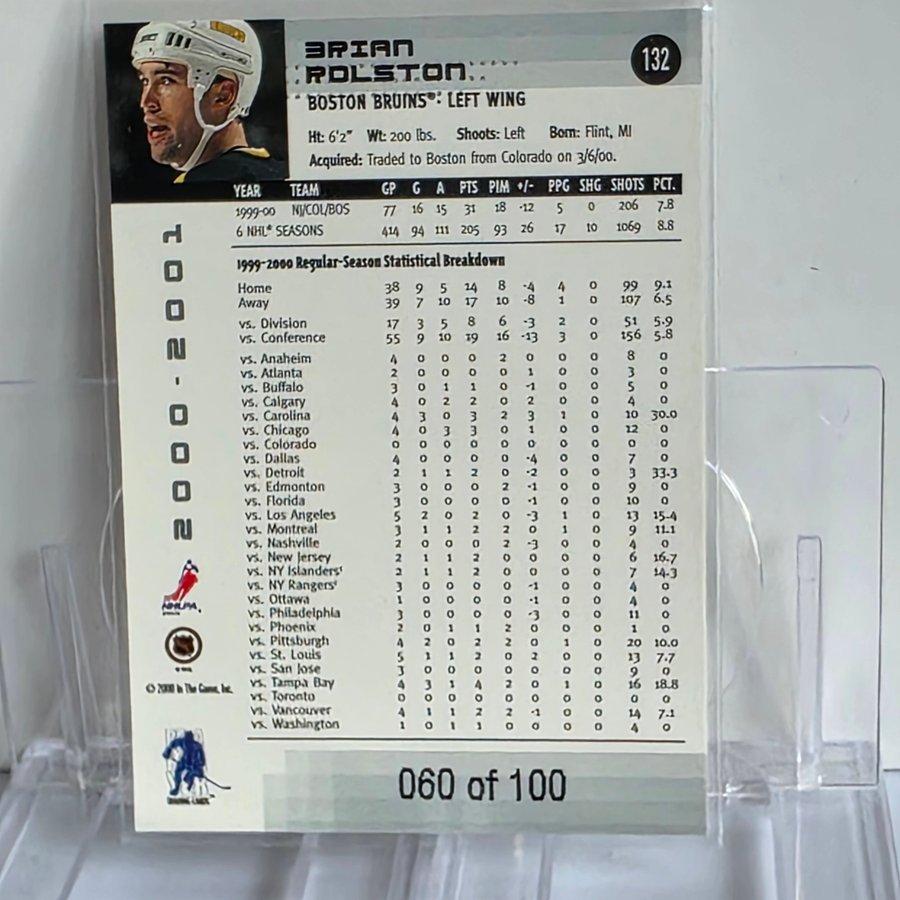 BRIAN
ROLSTON
132
BOSTON BRUINS®: LEFT WING
Ht: 6'2" Wt: 200 lbs. Shoots: Left Born: Flint, MI
Acquired: Traded to Boston from Colorado on 3/6/00.
YEAR TEAM GP G A PTS PIM +/- PPG SHG SHOTS PCT.
1999-00 NJ/COL/BOS 77 16 15 31 18 -12 5 0 206 7.8
6 NHL® SEASONS 414 94 111 205 93 26 17 10 1069 8.8
1999-2000 Regular-Season Statistical Breakdown
Home 38 9 5 14 8 -4 4 0 99 9.1
Away 39 7 10 17 10 -8 1 0 107 6.5
vs. Division 17 3 5 8 6 -3 2 0 51 5.9
vs. Conference 55 9 10 19 16 -13 3 0 156 5.8
vs. Anaheim 4 0 0 0 2 0 0 0 8 0
vs. Atlanta 2 0 0 0 0 1 0 0 3 0
vs. Buffalo 3 0 1 1 0 -1 0 0 5 0
vs. Calgary 4 0 2 2 0 2 0 0 4 0
vs. Carolina 4 3 0 3 2 3 1 0 10 30.0
vs. Chicago 4 0 3 3 0 1 0 0 12 0
vs. Colorado 0 0 0 0 0 0 0 0 0 0
vs. Dallas 4 0 0 0 0 -4 0 0 7 0
vs. Detroit 2 1 1 2 0 -2 0 0 3 33.3
vs. Edmonton 3 0 0 0 2 -1 0 0 9 0
vs. Florida 3 0 0 0 0 -1 0 0 10 0
vs. Los Angeles 5 2 0 2 0 -3 1 0 13 15.4
vs. Montreal 3 1 1 2 2 0 1 0 9 11.1
vs. Nashville 2 0 0 0 2 -3 0 0 4 0
vs. New Jersey 2 1 1 2 0 0 0 0 6 16.7
vs. NY Islanders' 2 1 1 2 0 0 0 0 7 14.3
vs. NY Rangers' 3 0 0 0 0 -1 0 0 4 0
vs. Ottawa 1 0 0 0 0 -1 0 0 4 0
vs. Philadelphia 3 0 0 0 0 -3 0 0 11 0
vs. Phoenix 2 0 1 1 2 0 0 0 1 0
vs. Pittsburgh 4 2 0 2 2 0 1 0 20 10.0
vs. St. Louis 5 1 1 2 0 2 0 0 13 7.7
vs. San Jose 3 0 0 0 0 0 0 0 9 0
vs. Tampa Bay 4 3 1 4 2 0 1 0 16 18.8
vs. Toronto 0 0 0 0 0 0 0 0 0 0
vs. Vancouver 4 1 1 2 2 -1 0 0 14 7.1
vs. Washington 1 0 1 1 0 0 0 0 4 0
2000-2001
NHLPA
© 2000 In The Game, Inc.
060 of 100